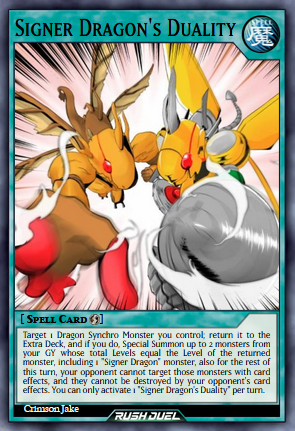 SIGNER DRAGON'S DUALITY
SPELL
魔
[ SPELL CARD ]
Target 1 Dragon Synchro Monster you control; return it to the
Extra Deck, and if you do, Special Summon up to 2 monsters from
your GY whose total Levels equal the Level of the returned
monster, including 1 "Signer Dragon" monster, also for the rest of
this turn, your opponent cannot target those monsters with card
effects, and they cannot be destroyed by your opponent's card
effects. You can only activate 1 "Signer Dragon's Duality" per turn.
Crimson Jake
RUSH DUEL